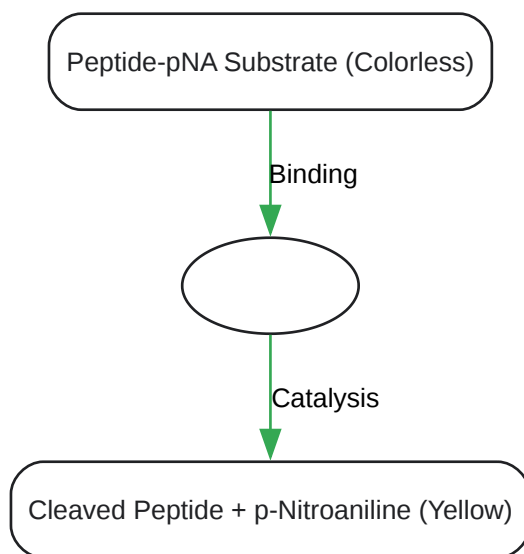 Peptide-pNA Substrate (Colorless)
Binding
Catalysis
Cleaved Peptide + p-Nitroaniline (Yellow)